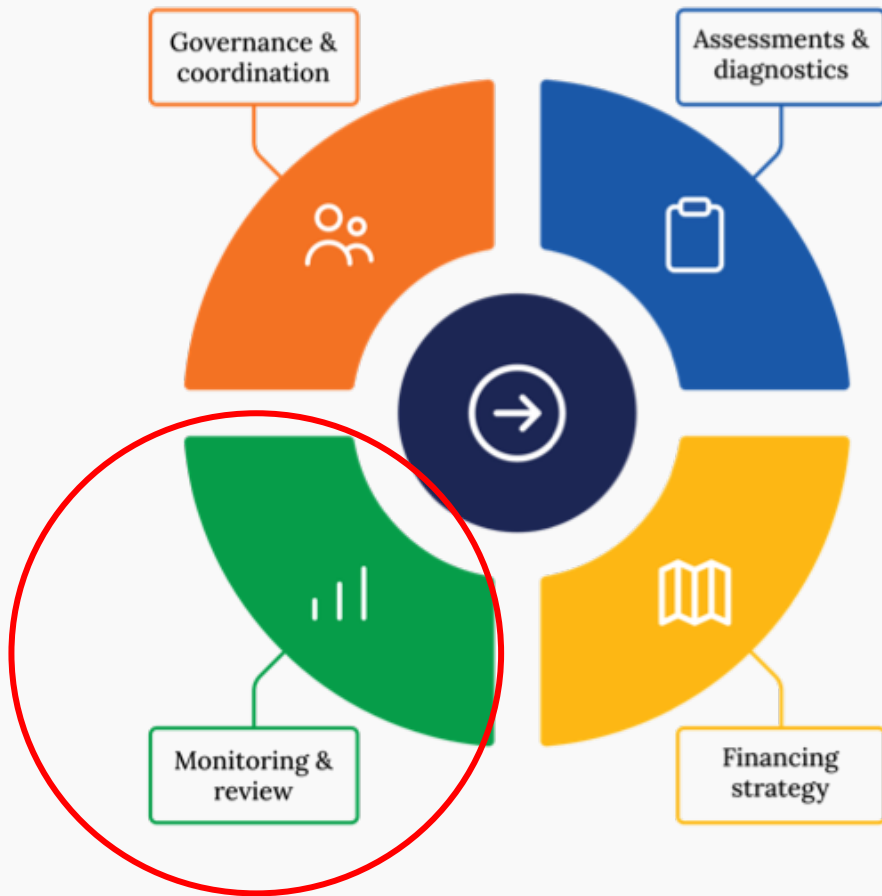 Governance &
coordination
Assessments &
diagnostics
Monitoring &
review
Financing
strategy